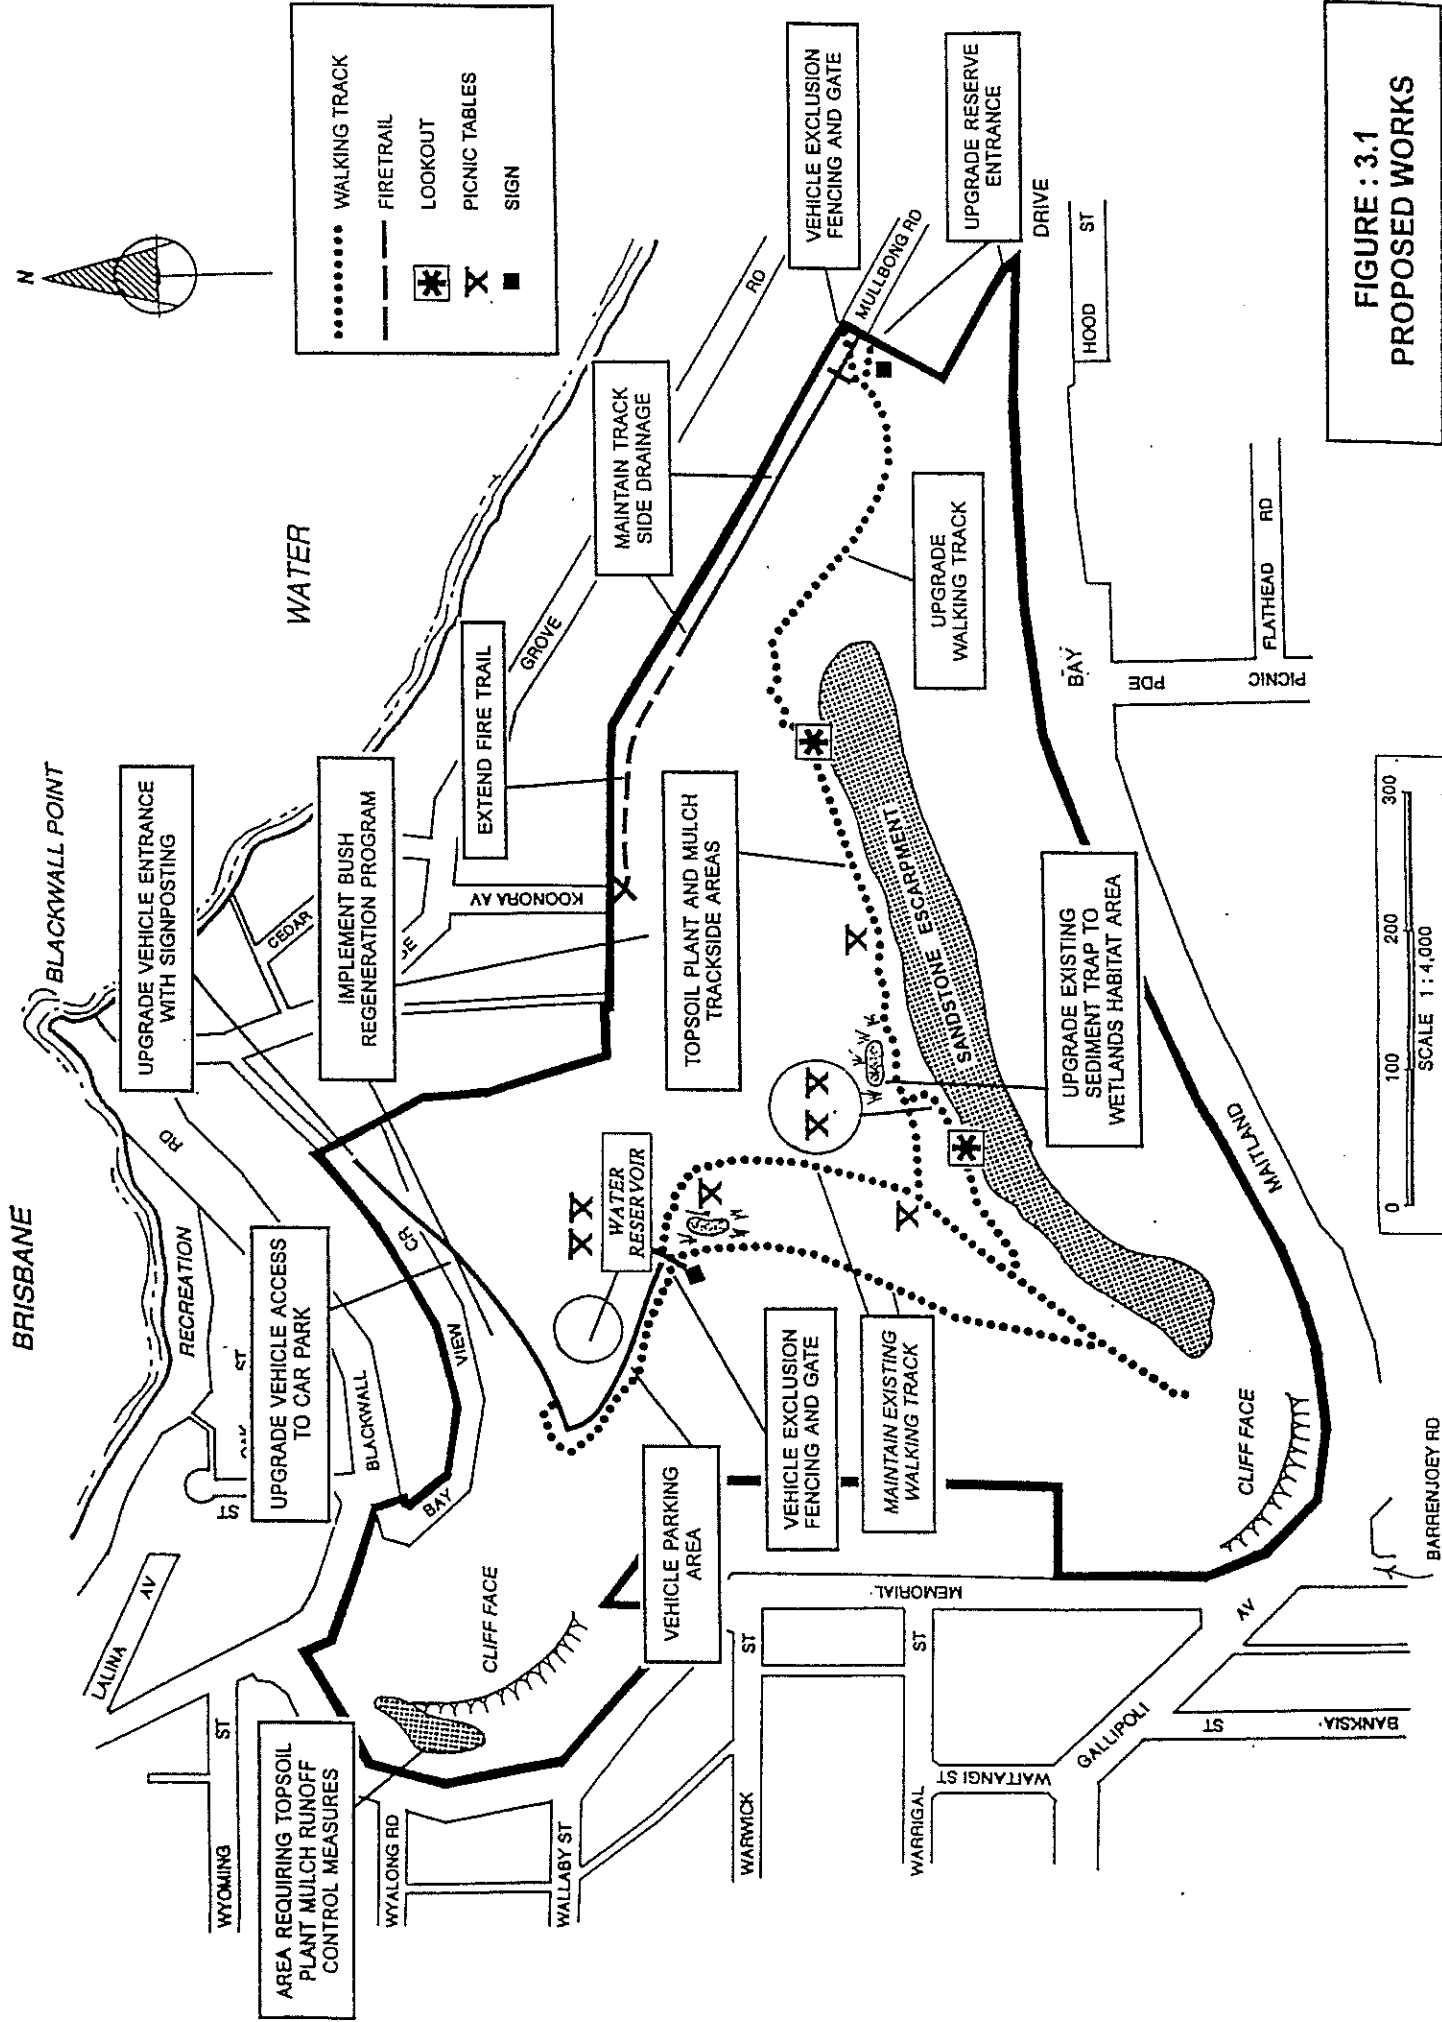 BRISBANE
WATER
BLACKWALL POINT
N
WALKING TRACK
FIRETRAIL
LOOKOUT
PICNIC TABLES
SIGN
AREA REQUIRING TOPSOIL
PLANT MULCH RUNOFF
CONTROL MEASURES
UPGRADE VEHICLE ACCESS
TO CAR PARK
UPGRADE VEHICLE ENTRANCE
WITH SIGNPOSTING
IMPLEMENT BUSH
REGENERATION PROGRAM
EXTEND FIRE TRAIL
MAINTAIN TRACK
SIDE DRAINAGE
VEHICLE EXCLUSION
FENCING AND GATE
UPGRADE RESERVE
ENTRANCE
UPGRADE
WALKING TRACK
TOPSOIL PLANT AND MULCH
TRACKSIDE AREAS
WATER
RESERVOIR
VEHICLE PARKING
AREA
VEHICLE EXCLUSION
FENCING AND GATE
MAINTAIN EXISTING
WALKING TRACK
UPGRADE EXISTING
SEDIMENT TRAP TO
WETLANDS HABITAT AREA
SANDSTONE ESCARPMENT
CLIFF FACE
CLIFF FACE
LALINA AV
WYOMING ST
WYALONG RD
WALLABY ST
WARWICK ST
WARRIGAL ST
WAITANGI ST
GALLIPOLI AV
BANKSIA ST
MEMORIAL
BARRENJOEY RD
MAITLAND
BAY
DRIVE
PICNIC PDE
FLATHEAD RD
HOOD ST
MULLBONG RD
RD
GROVE
KOONORA AV
CEDAR
RECREATION
RD
ST
ST
BLACKWALL
BAY VIEW CR
0 100 200 300
SCALE 1 : 4,000
FIGURE : 3.1
PROPOSED WORKS